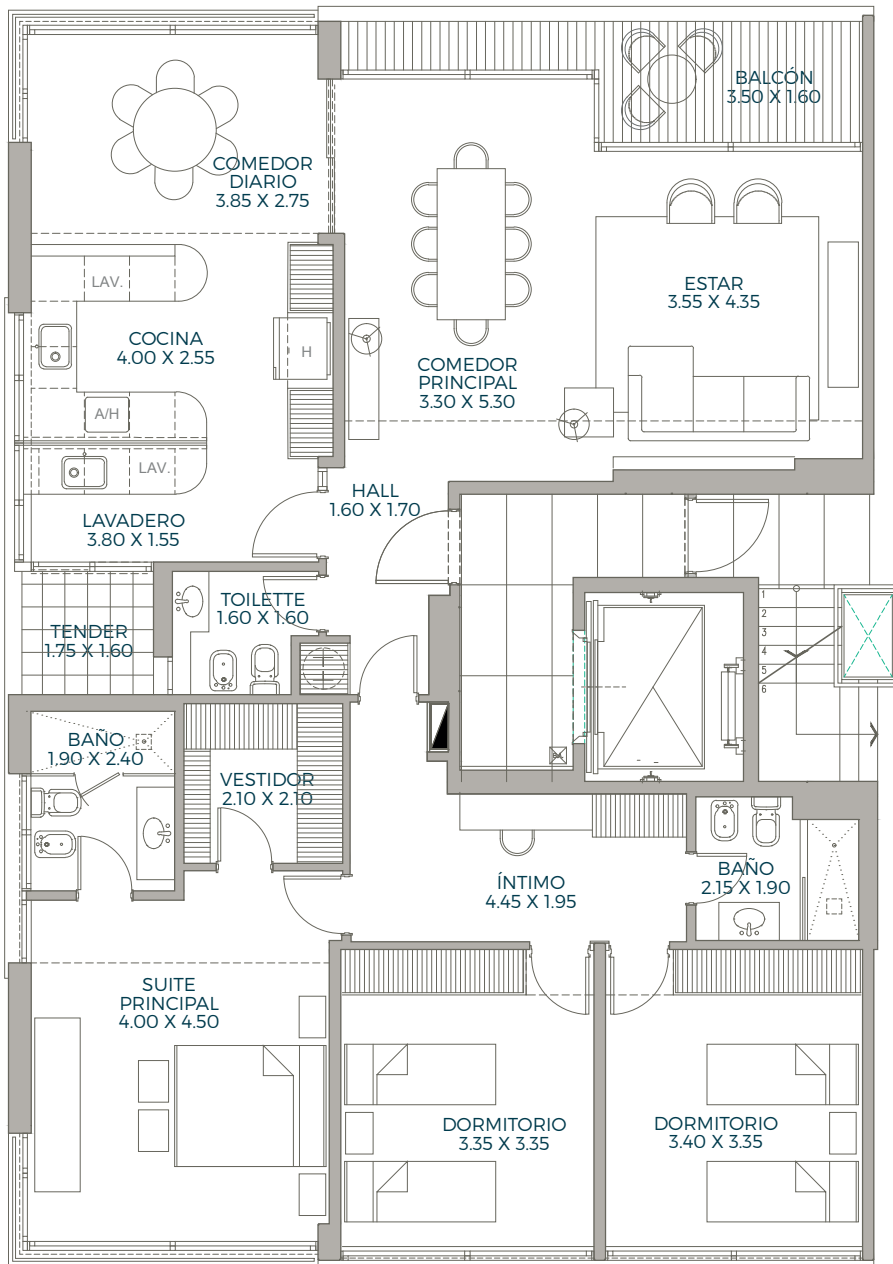 BALCÓN
3.50 X 1.60
COMEDOR
DIARIO
3.85 X 2.75
ESTAR
3.55 X 4.35
LAV.
COCINA
4.00 X 2.55
H
COMEDOR
PRINCIPAL
3.30 X 5.30
A/H
LAV.
HALL
1.60 X 1.70
LAVADERO
3.80 X 1.55
TOILETTE
1.60 X 1.60
TENDER
1.75 X 1.60
1
2
3
4
5
6
BAÑO
1.90 X 2.40
VESTIDOR
2.10 X 2.10
ÍNTIMO
4.45 X 1.95
BAÑO
2.15 X 1.90
SUITE
PRINCIPAL
4.00 X 4.50
DORMITORIO
3.35 X 3.35
DORMITORIO
3.40 X 3.35